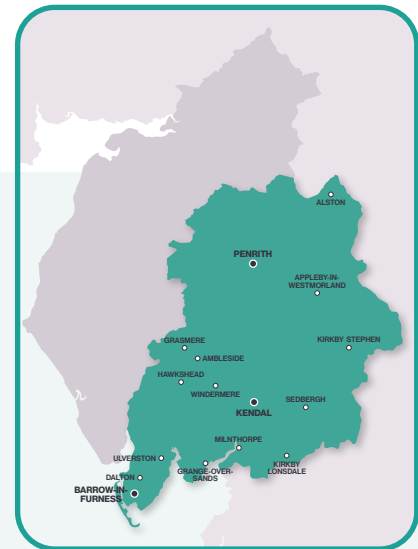 ALSTON
PENRITH
APPLEBY-IN-
WESTMORLAND
GRASMERE
KIRKBY STEPHEN
AMBLESIDE
HAWKSHEAD
WINDERMERE
SEDBERGH
KENDAL
MILNTHORPE
ULVERSTON
KIRKBY
LONSDALE
GRANGE-OVER-
SANDS
DALTON
BARROW-IN-
FURNESS